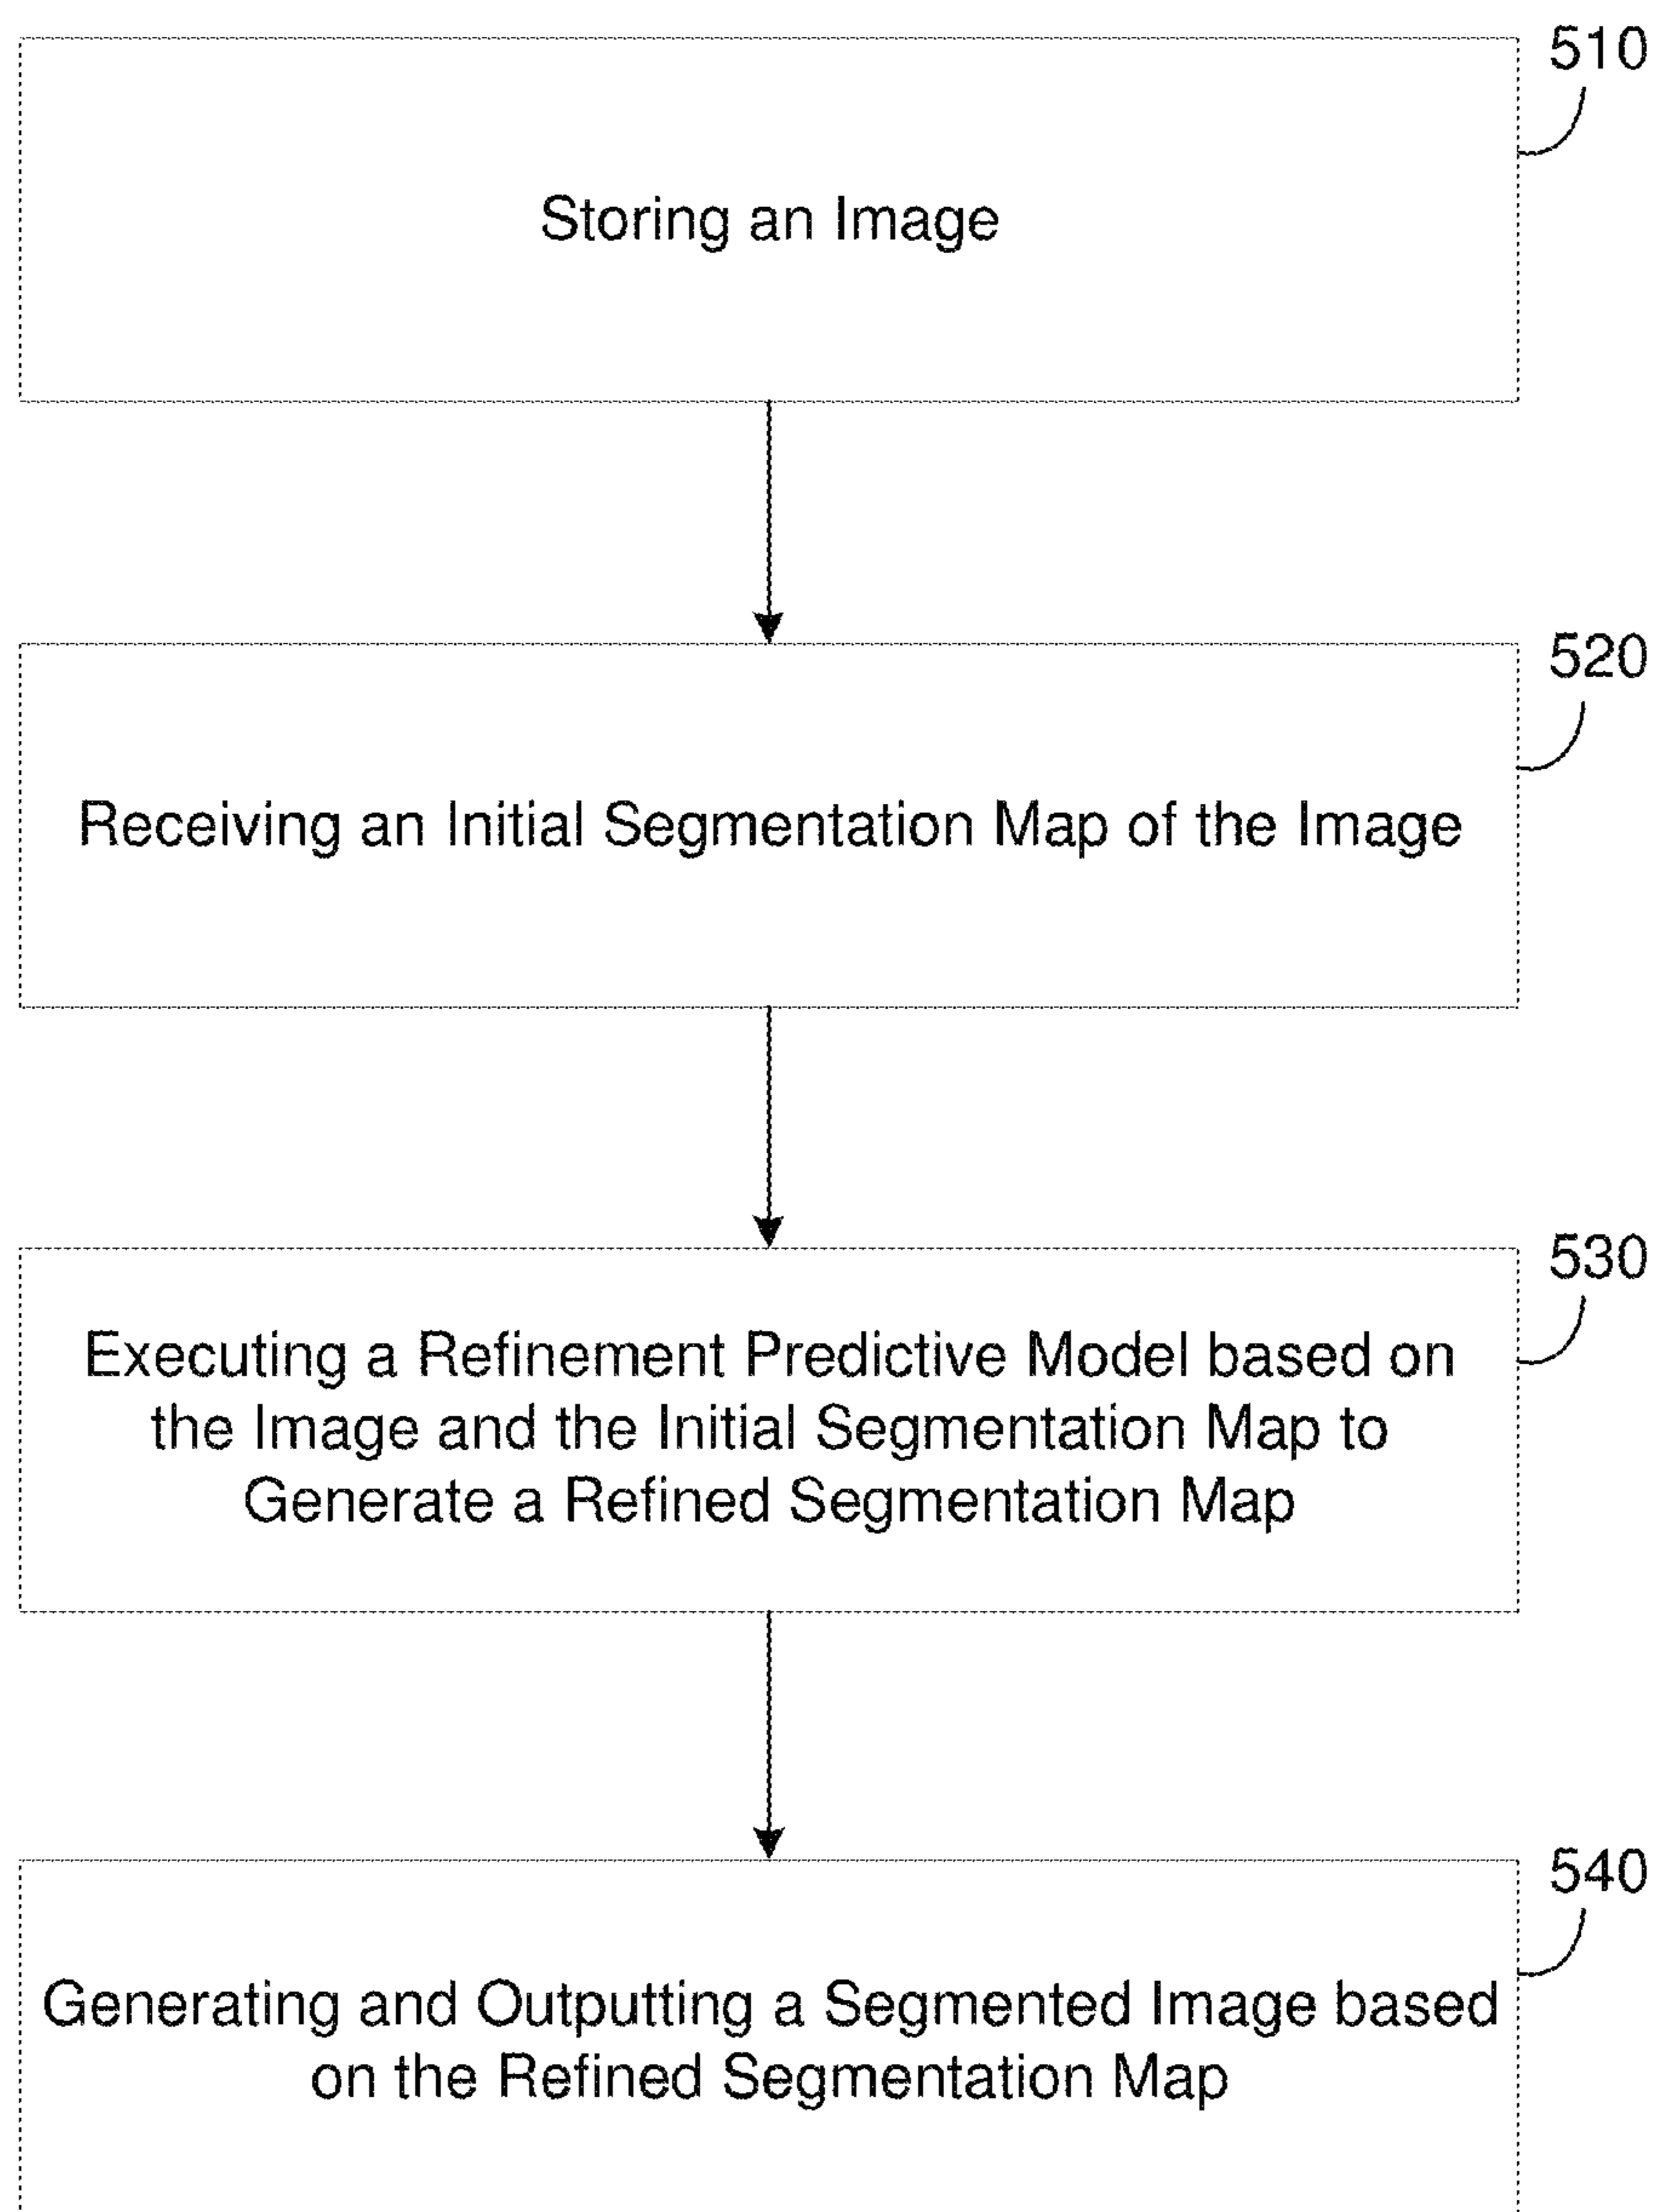 510
Storing an Image
520
Receiving an Initial Segmentation Map of the Image
530
Executing a Refinement Predictive Model based on
the Image and the Initial Segmentation Map to
Generate a Refined Segmentation Map
540
Generating and Outputting a Segmented Image based
on the Refined Segmentation Map